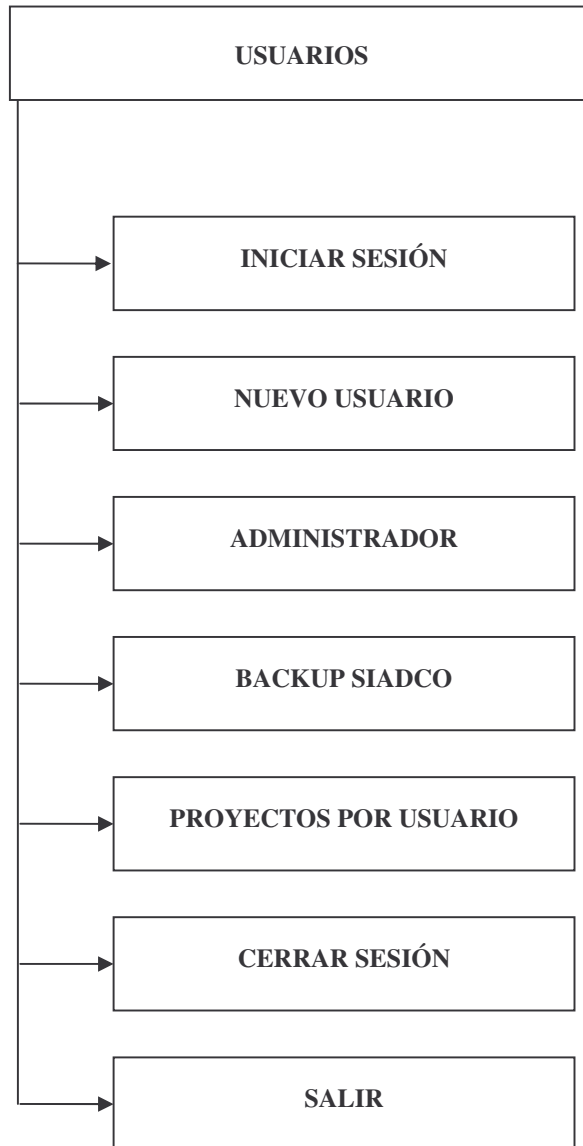 USUARIOS
INICIAR SESIÓN
NUEVO USUARIO
ADMINISTRADOR
BACKUP SIADCO
PROYECTOS POR USUARIO
CERRAR SESIÓN
SALIR